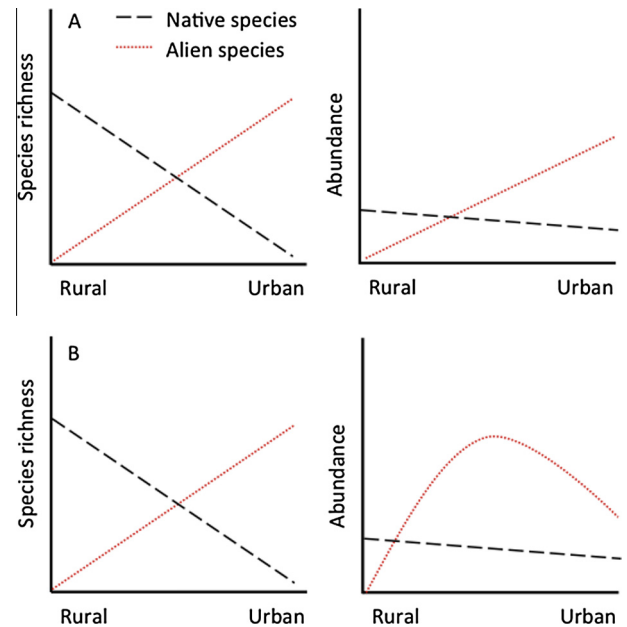 A
Native species
Alien species
Species richness
Abundance
Rural
Urban
Rural
Urban
B
Species richness
Abundance
Rural
Urban
Rural
Urban